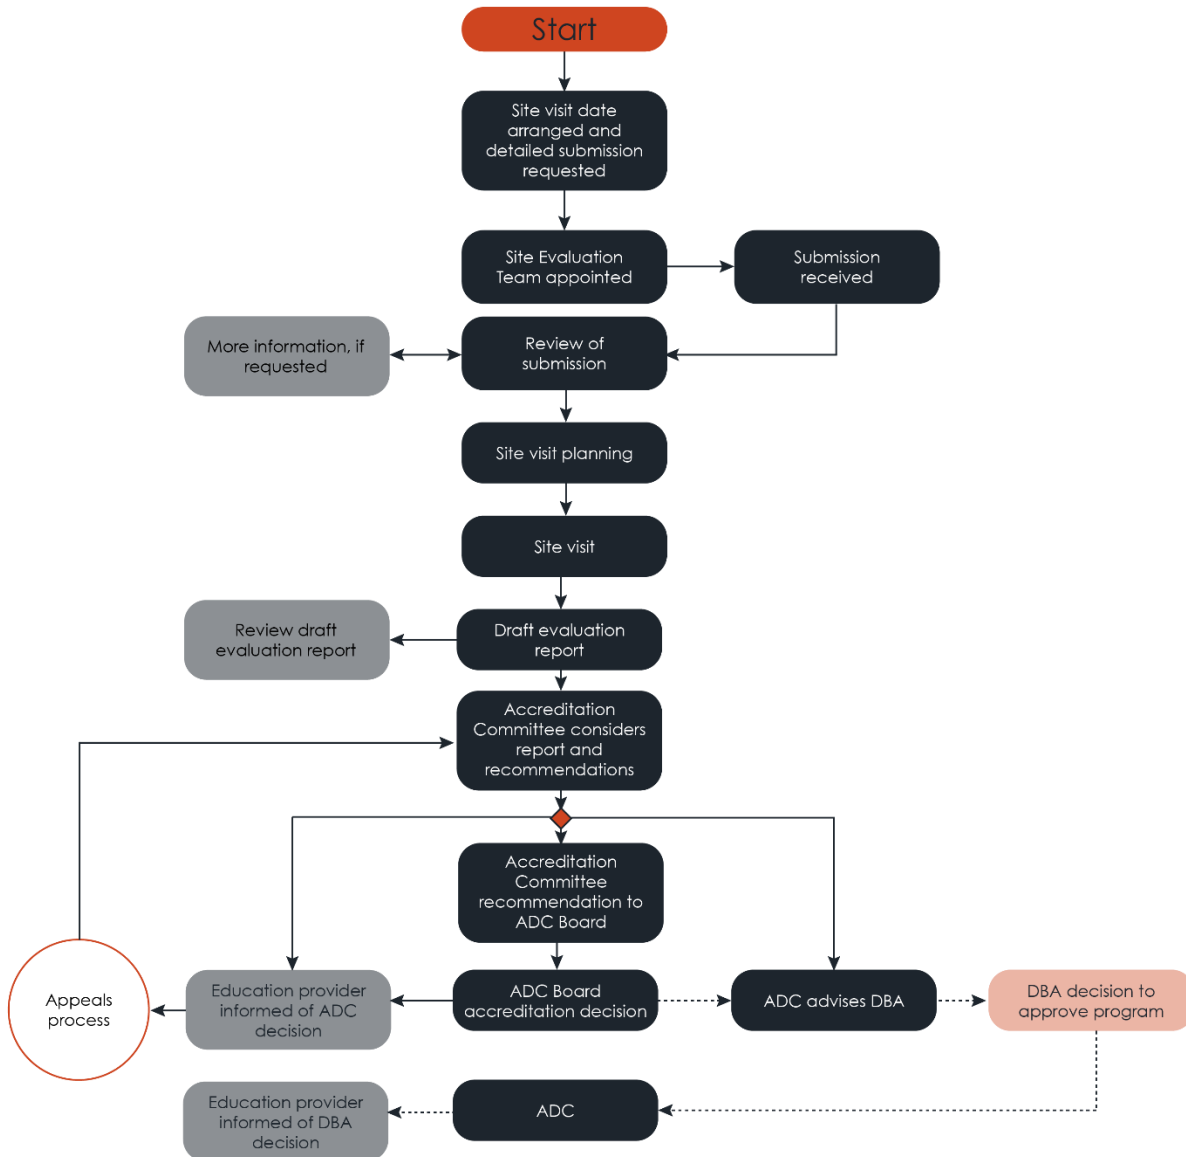 Start
Site visit date
arranged and
detailed submission
requested
Site Evaluation
Team appointed
Submission
received
More information, if
requested
Review of
submission
Site visit planning
Site visit
Review draft
evaluation report
Draft evaluation
report
Accreditation
Committee considers
report and
recommendations
Accreditation
Committee
recommendation to
ADC Board
Appeals
process
Education provider
informed of ADC
decision
ADC Board
accreditation decision
ADC advises DBA
DBA decision to
approve program
Education provider
informed of DBA
decision
ADC